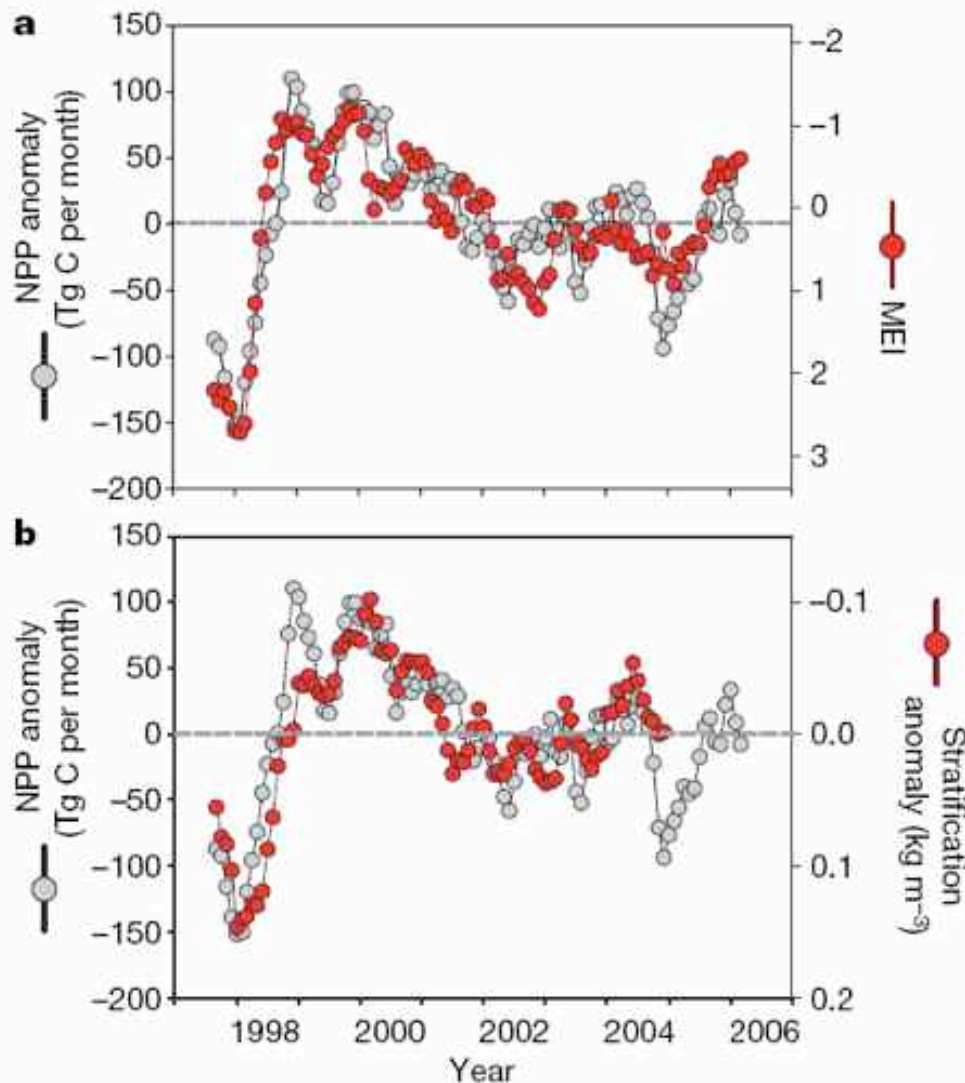 a
NPP anomaly
(Tg C per month)
150
100
50
0
−50
−100
−150
−200
−2
−1
0
1
2
3
MEI
b
NPP anomaly
(Tg C per month)
150
100
50
0
−50
−100
−150
−200
−0.1
0.0
0.1
0.2
Stratification
anomaly (kg m⁻³)
1998 2000 2002 2004 2006
Year